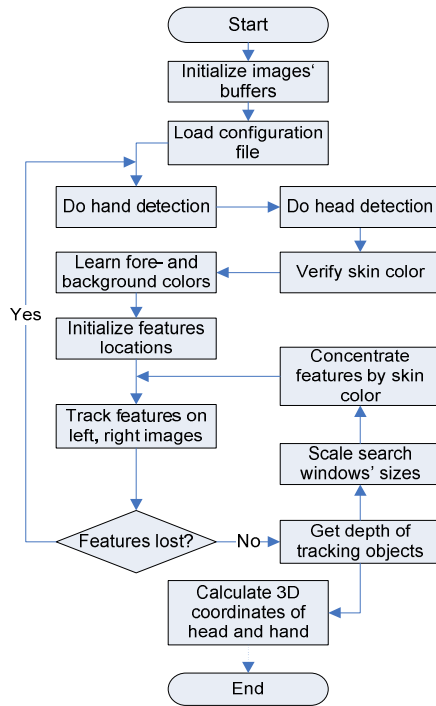 Start
Initialize images‘
buffers
Load configuration
file
Do hand detection
Do head detection
Learn fore– and
background colors
Verify skin color
Yes
Initialize features
locations
Concentrate
features by skin
color
Track features on
left, right images
Scale search
windows’ sizes
Features lost?
No
Get depth of
tracking objects
Calculate 3D
coordinates of
head and hand
End